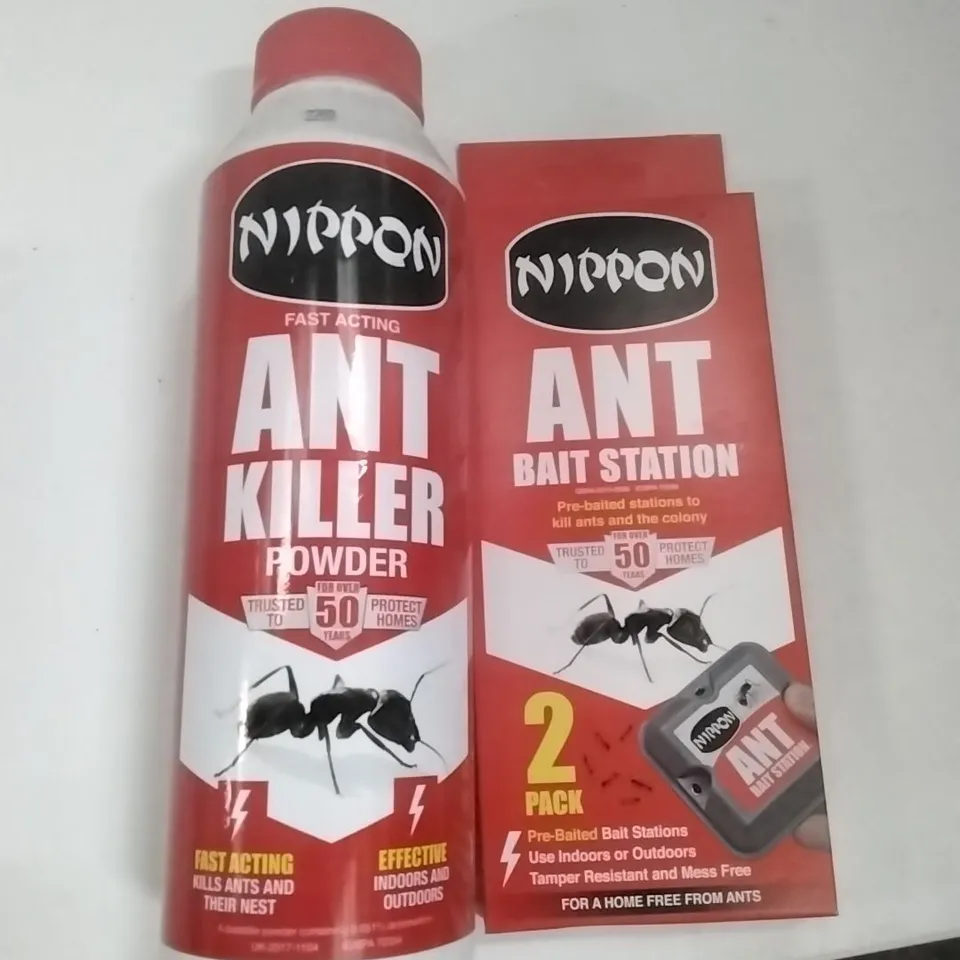 NIPPON
FAST ACTING
ANT
KILLER
POWDER
TRUSTED TO
FOR OVER
50
YEARS
PROTECT HOMES
FAST ACTING
KILLS ANTS AND
THEIR NEST
EFFECTIVE
INDOORS AND
OUTDOORS
NIPPON
ANT
BAIT STATION
Pre-baited stations to
kill ants and the colony
TRUSTED TO
FOR OVER
50
YEARS
PROTECT HOMES
NIPPON
ANT
BAIT STATION
2
PACK
Pre-Baited Bait Stations
Use Indoors or Outdoors
Tamper Resistant and Mess Free
FOR A HOME FREE FROM ANTS